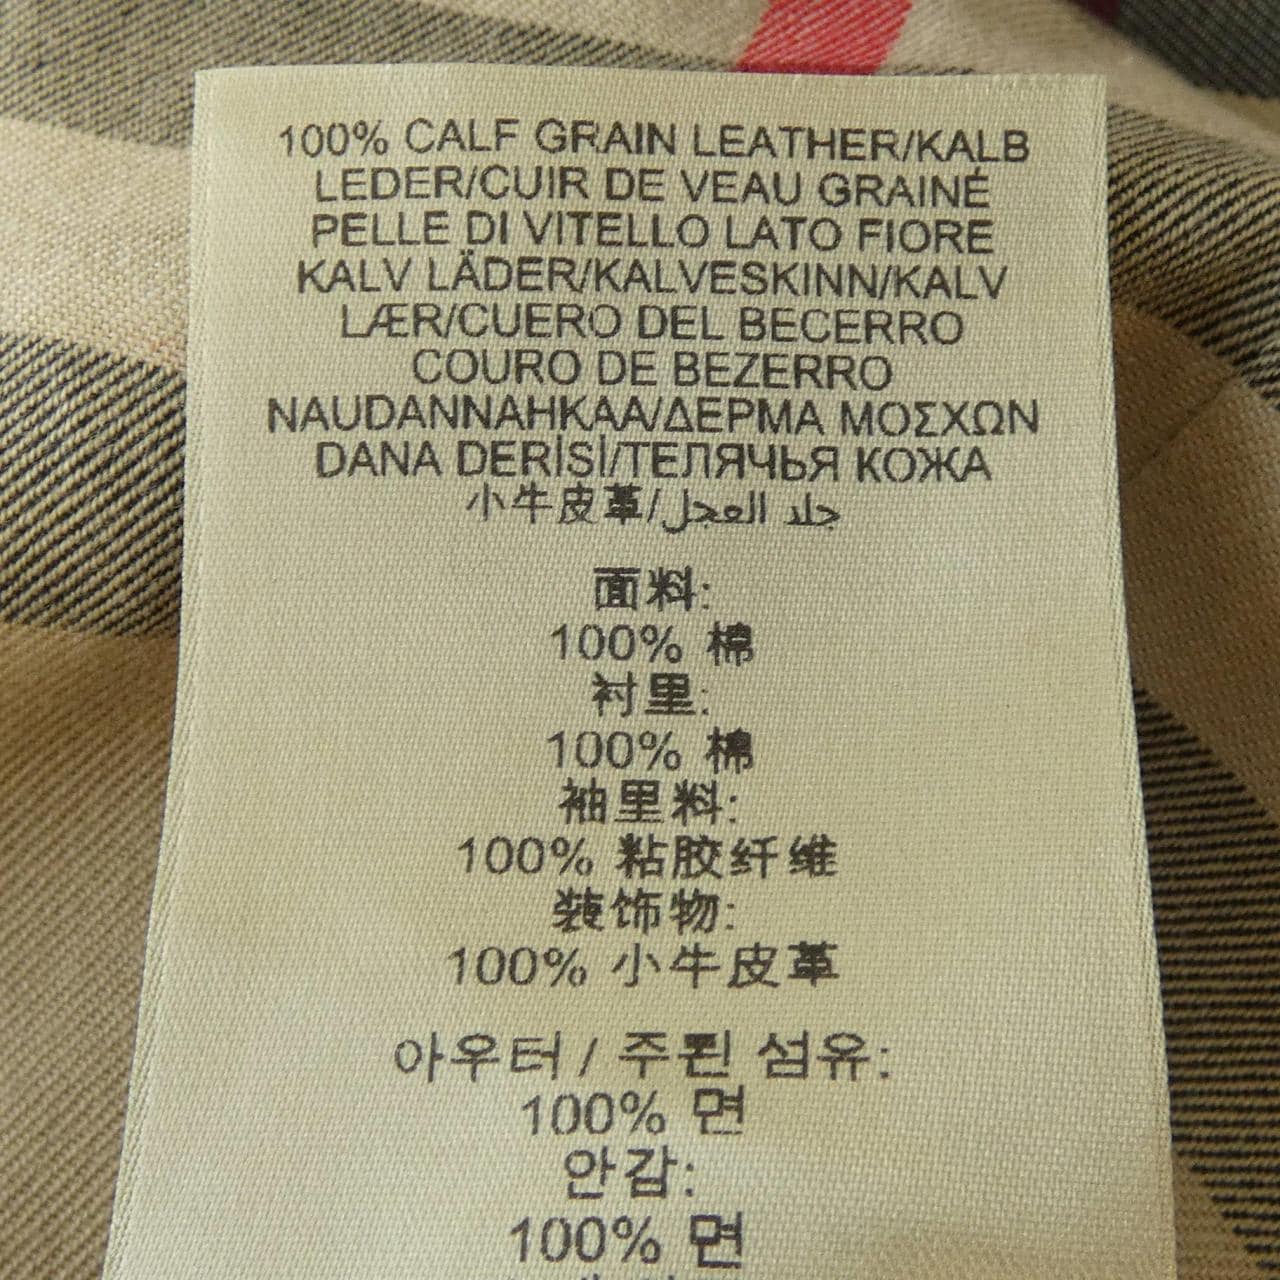 100% CALF GRAIN LEATHER/KALB
LEDER/CUIR DE VEAU GRAINÉ
PELLE DI VITELLO LATO FIORE
KALV LÄDER/KALVESKINN/KALV
LÆR/CUERO DEL BECERRO
COURO DE BEZERRO
NAUDANNAHKAA/ΔΕΡΜΑ ΜΟΣΧΩΝ
DANA DERİSİ/ТЕЛЯЧЬЯ КОЖА
小牛皮革/جلد العجل
面料:
100% 棉
衬里:
100% 棉
袖里料:
100% 粘胶纤维
装饰物:
100% 小牛皮革
아우터 / 주된 섬유:
100% 면
안감:
100% 면